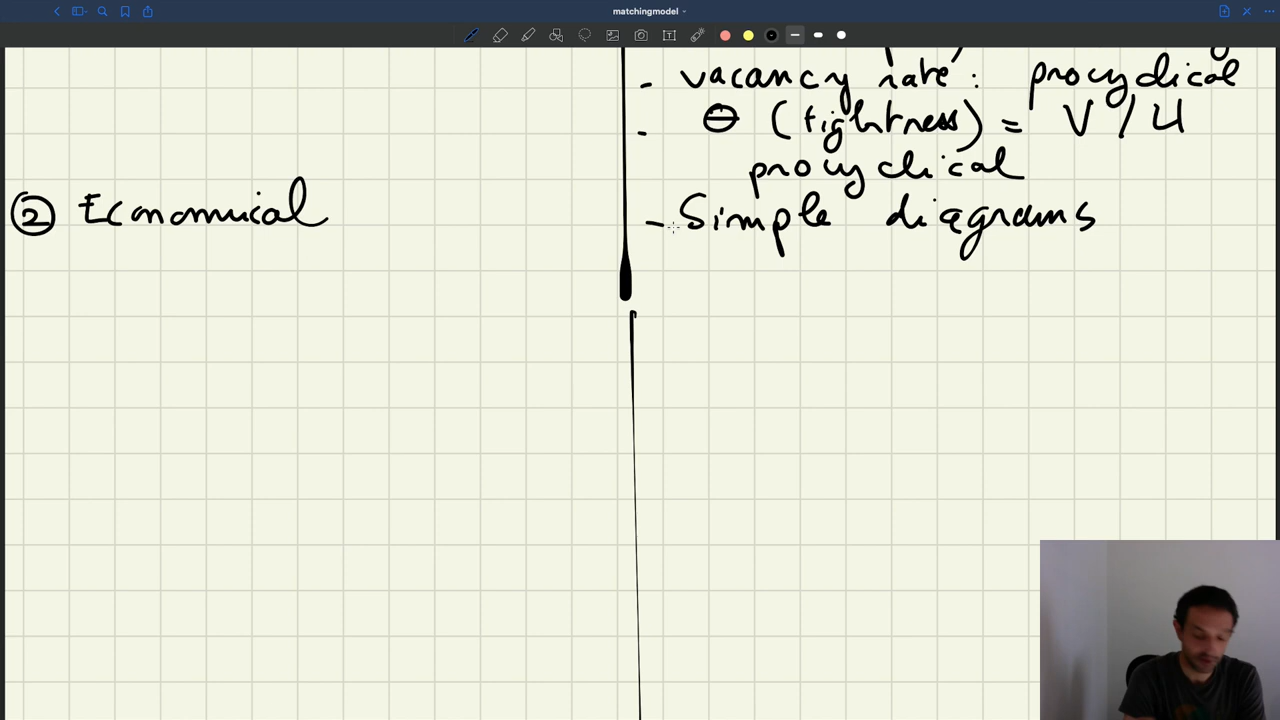 matchingmodel
- vacancy rate : procyclical
- θ (tightness) = V / U
procyclical
② Economical
- Simple diagrams